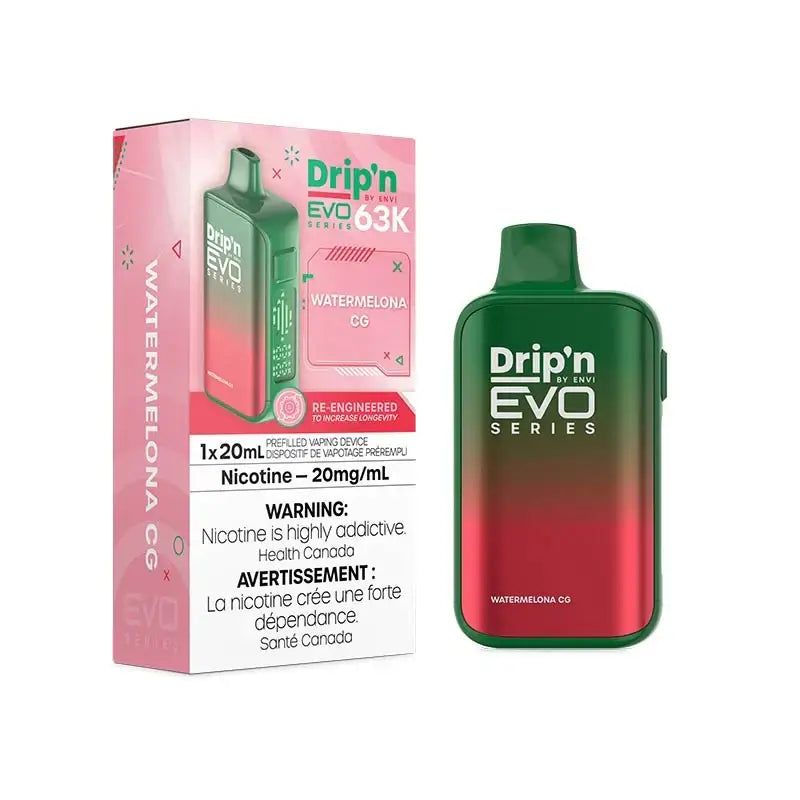 Drip'n
BY ENVI
EVO 63K
SERIES
Drip'n
EVO
SERIES
WATERMELONA CG
WATERMELONA
CG
RE-ENGINEERED
TO INCREASE LONGEVITY
1x20mL PREFILLED VAPING DEVICE
DISPOSITIF DE VAPOTAGE PRÉREMPLI
Nicotine – 20mg/mL
WARNING:
Nicotine is highly addictive.
Health Canada
AVERTISSEMENT :
La nicotine crée une forte
dépendance.
Santé Canada
WATERMELONA CG
EVO
SERIES
Drip'n
BY ENVI
EVO
SERIES
WATERMELONA CG